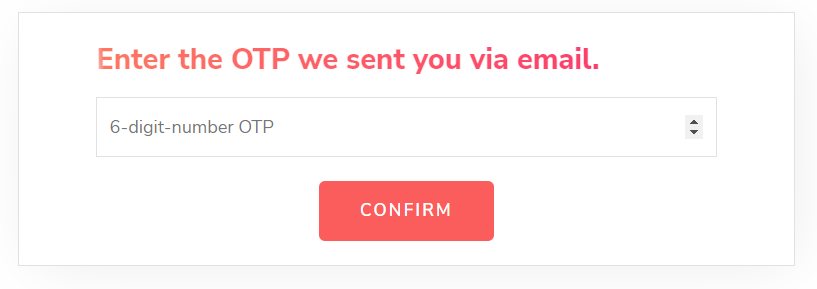 Enter the OTP we sent you via email.
6-digit-number OTP
CONFIRM